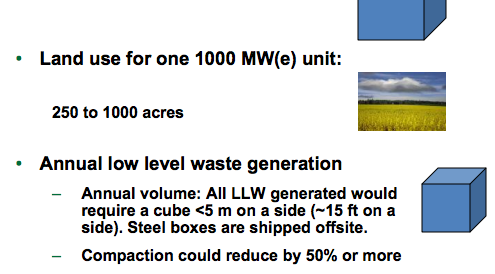 • Land use for one 1000 MW(e) unit:
250 to 1000 acres
• Annual low level waste generation
– Annual volume: All LLW generated would
require a cube <5 m on a side (~15 ft on a
side). Steel boxes are shipped offsite.
– Compaction could reduce by 50% or more